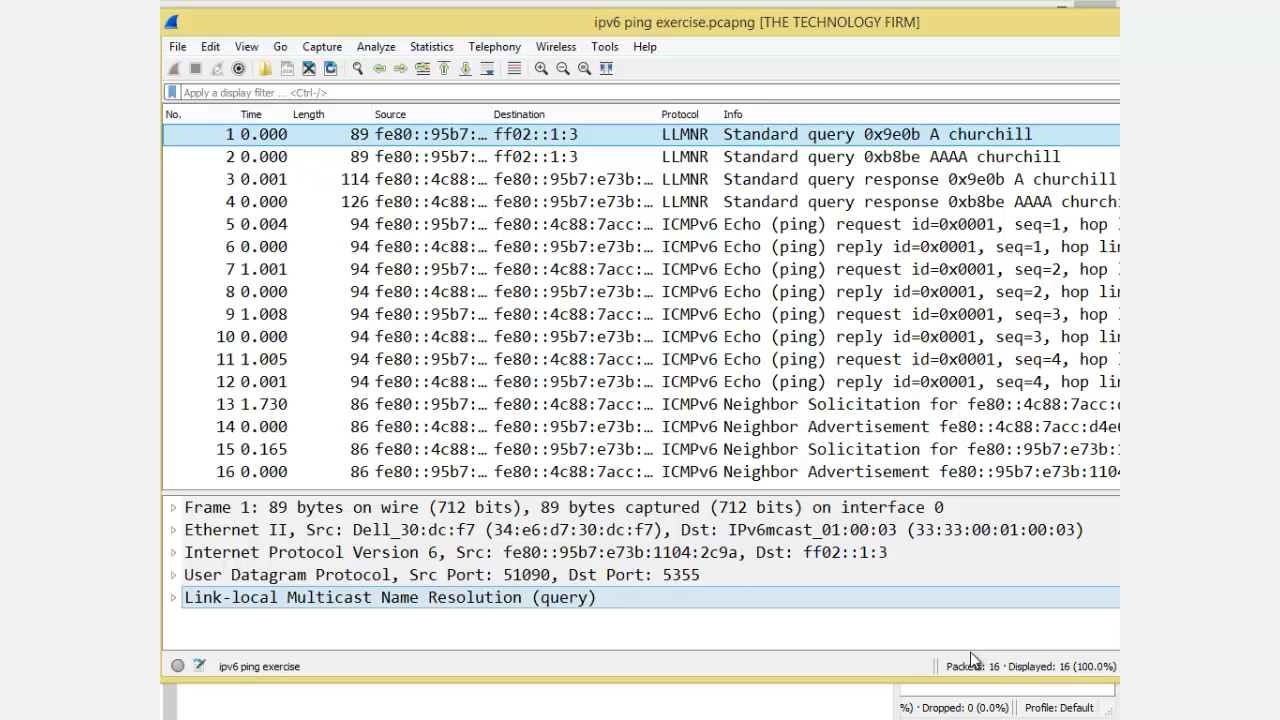 ipv6 ping exercise.pcapng [THE TECHNOLOGY FIRM]
File Edit View Go Capture Analyze Statistics Telephony Wireless Tools Help
Apply a display filter ... <Ctrl-/>
No. Time Length Source Destination Protocol Info
1 0.000 89 fe80::95b7:… ff02::1:3 LLMNR Standard query 0x9e0b A churchill
2 0.000 89 fe80::95b7:… ff02::1:3 LLMNR Standard query 0xb8be AAAA churchill
3 0.001 114 fe80::4c88:… fe80::95b7:e73b:… LLMNR Standard query response 0x9e0b A churchill
4 0.000 126 fe80::4c88:… fe80::95b7:e73b:… LLMNR Standard query response 0xb8be AAAA church
5 0.004 94 fe80::95b7:… fe80::4c88:7acc:… ICMPv6 Echo (ping) request id=0x0001, seq=1, hop
6 0.000 94 fe80::4c88:… fe80::95b7:e73b:… ICMPv6 Echo (ping) reply id=0x0001, seq=1, hop li
7 1.001 94 fe80::95b7:… fe80::4c88:7acc:… ICMPv6 Echo (ping) request id=0x0001, seq=2, hop
8 0.000 94 fe80::4c88:… fe80::95b7:e73b:… ICMPv6 Echo (ping) reply id=0x0001, seq=2, hop li
9 1.008 94 fe80::95b7:… fe80::4c88:7acc:… ICMPv6 Echo (ping) request id=0x0001, seq=3, hop
10 0.000 94 fe80::4c88:… fe80::95b7:e73b:… ICMPv6 Echo (ping) reply id=0x0001, seq=3, hop li
11 1.005 94 fe80::95b7:… fe80::4c88:7acc:… ICMPv6 Echo (ping) request id=0x0001, seq=4, hop
12 0.001 94 fe80::4c88:… fe80::95b7:e73b:… ICMPv6 Echo (ping) reply id=0x0001, seq=4, hop li
13 1.730 86 fe80::95b7:… fe80::4c88:7acc:… ICMPv6 Neighbor Solicitation for fe80::4c88:7acc:
14 0.000 86 fe80::4c88:… fe80::95b7:e73b:… ICMPv6 Neighbor Advertisement fe80::4c88:7acc:d4e
15 0.165 86 fe80::4c88:… fe80::95b7:e73b:… ICMPv6 Neighbor Solicitation for fe80::95b7:e73b:1
16 0.000 86 fe80::95b7:… fe80::4c88:7acc:… ICMPv6 Neighbor Advertisement fe80::95b7:e73b:1104
Frame 1: 89 bytes on wire (712 bits), 89 bytes captured (712 bits) on interface 0
Ethernet II, Src: Dell_30:dc:f7 (34:e6:d7:30:dc:f7), Dst: IPv6mcast_01:00:03 (33:33:00:01:00:03)
Internet Protocol Version 6, Src: fe80::95b7:e73b:1104:2c9a, Dst: ff02::1:3
User Datagram Protocol, Src Port: 51090, Dst Port: 5355
Link-local Multicast Name Resolution (query)
ipv6 ping exercise
Packets: 16 · Displayed: 16 (100.0%)
%) · Dropped: 0 (0.0%) Profile: Default